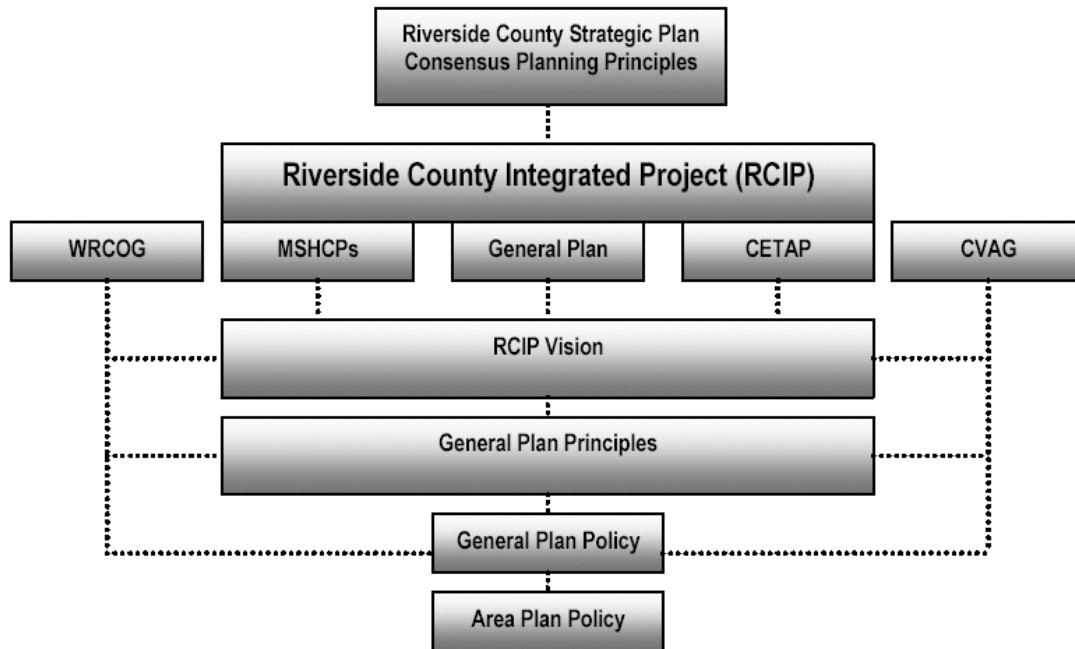 Riverside County Strategic Plan
Consensus Planning Principles
Riverside County Integrated Project (RCIP)
WRCOG
MSHCPs
General Plan
CETAP
CVAG
RCIP Vision
General Plan Principles
General Plan Policy
Area Plan Policy